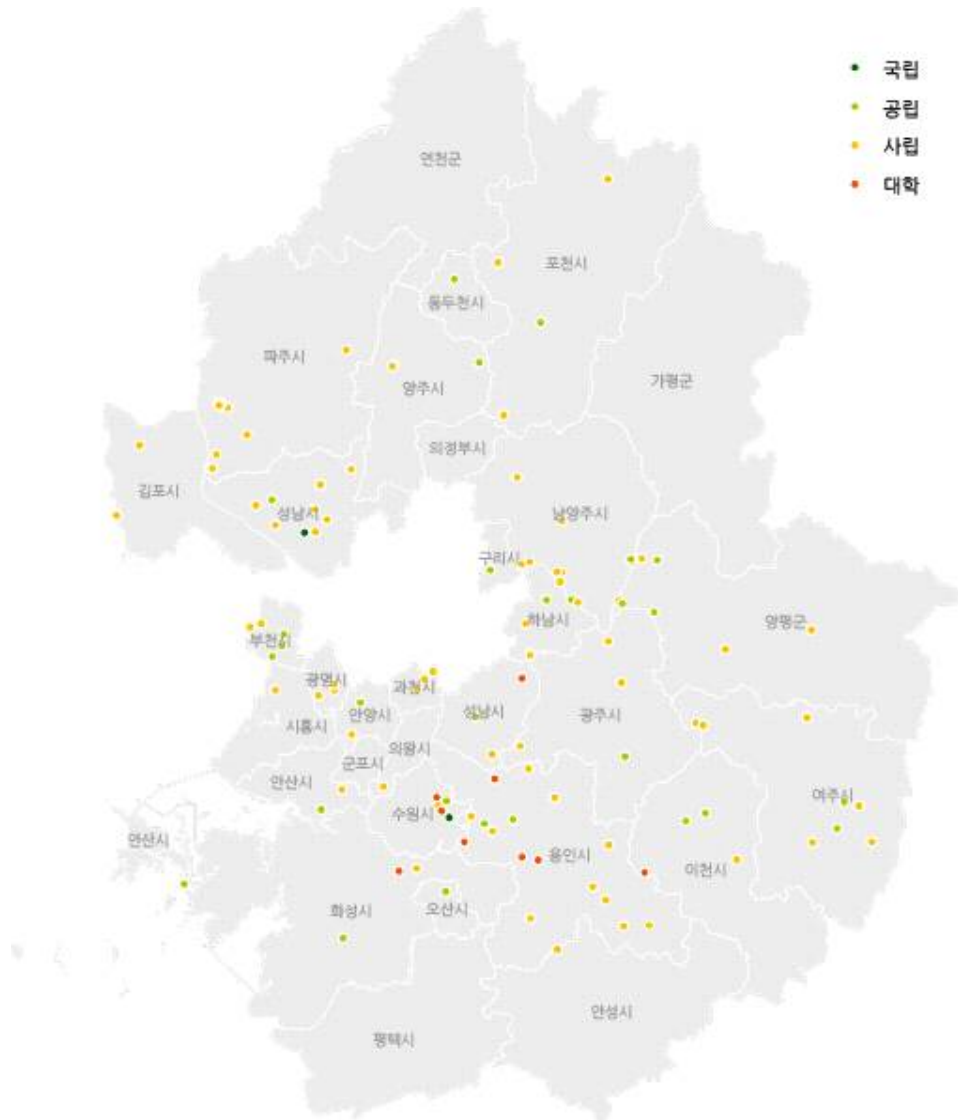 국립
공립
사립
대학
연천군
포천시
동두천시
파주시
가평군
양주시
의정부시
김포시
성남시
남양주시
구리시
하남시
양평군
부천시
광명시
과천시
성남시
광주시
안양시
시흥시
의왕시
군포시
안산시
여주시
수원시
안산시
용인시
이천시
화성시
오산시
안성시
평택시